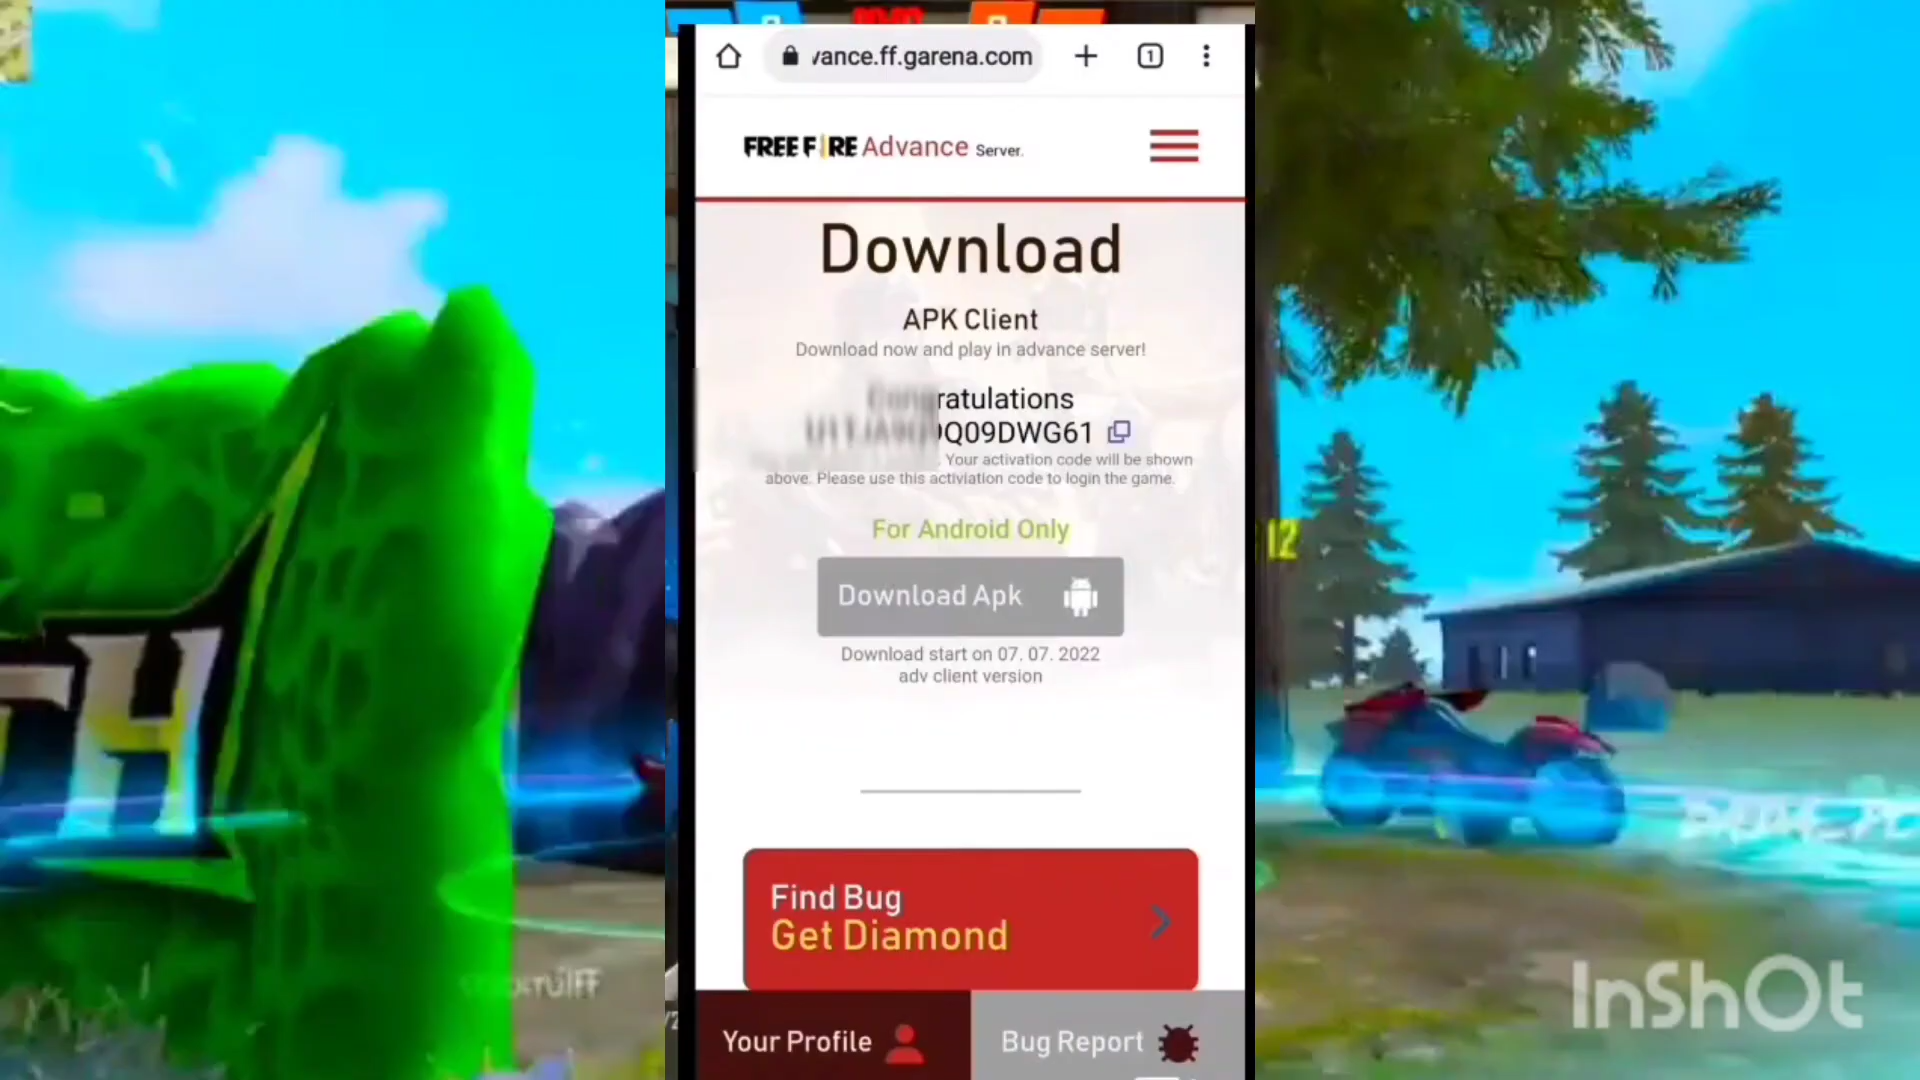 vance.ff.garena.com
1
FREE FIRE Advance Server.
Download
APK Client
Download now and play in advance server!
ratulations
Q09DWG61
Your activation code will be shown
above. Please use this activiation code to login the game.
For Android Only
Download Apk
Download start on 07. 07. 2022
adv client version
12
Find Bug
Get Diamond
Your Profile
Bug Report
InShOt